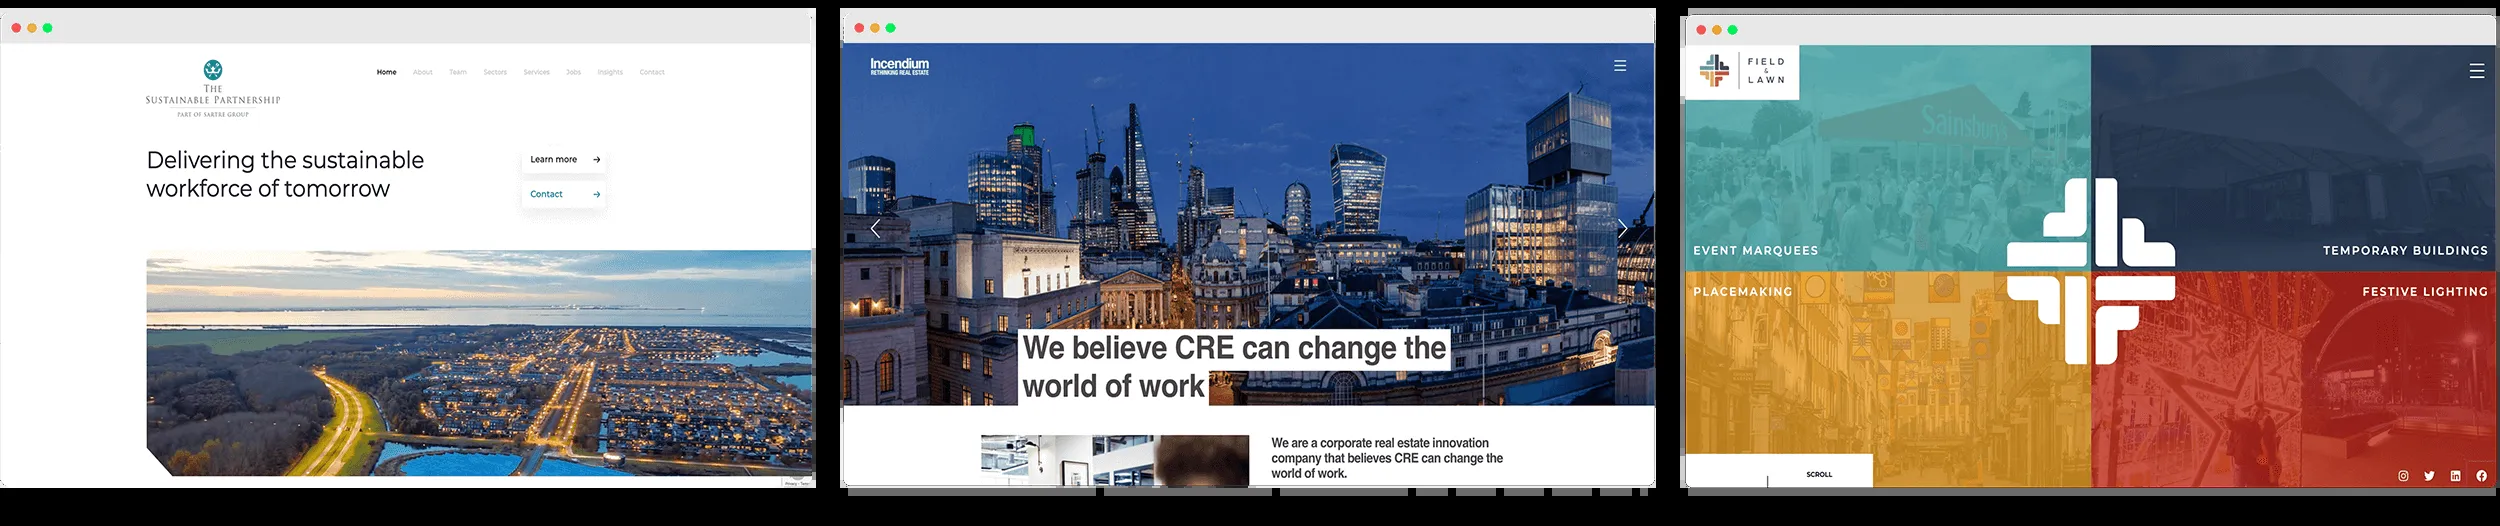 THE
SUSTAINABLE PARTNERSHIP
PART OF SARTRE GROUP
Home About Team Sectors Services Jobs Insights Contact
Delivering the sustainable
workforce of tomorrow
Learn more
Contact
Privacy - Terms
Incendium
RETHINKING REAL ESTATE
We believe CRE can change the
world of work
We are a corporate real estate innovation
company that believes CRE can change the
world of work.
FIELD
&
LAWN
Sainsbury's
EVENT MARQUEES
TEMPORARY BUILDINGS
PLACEMAKING
FESTIVE LIGHTING
SCROLL